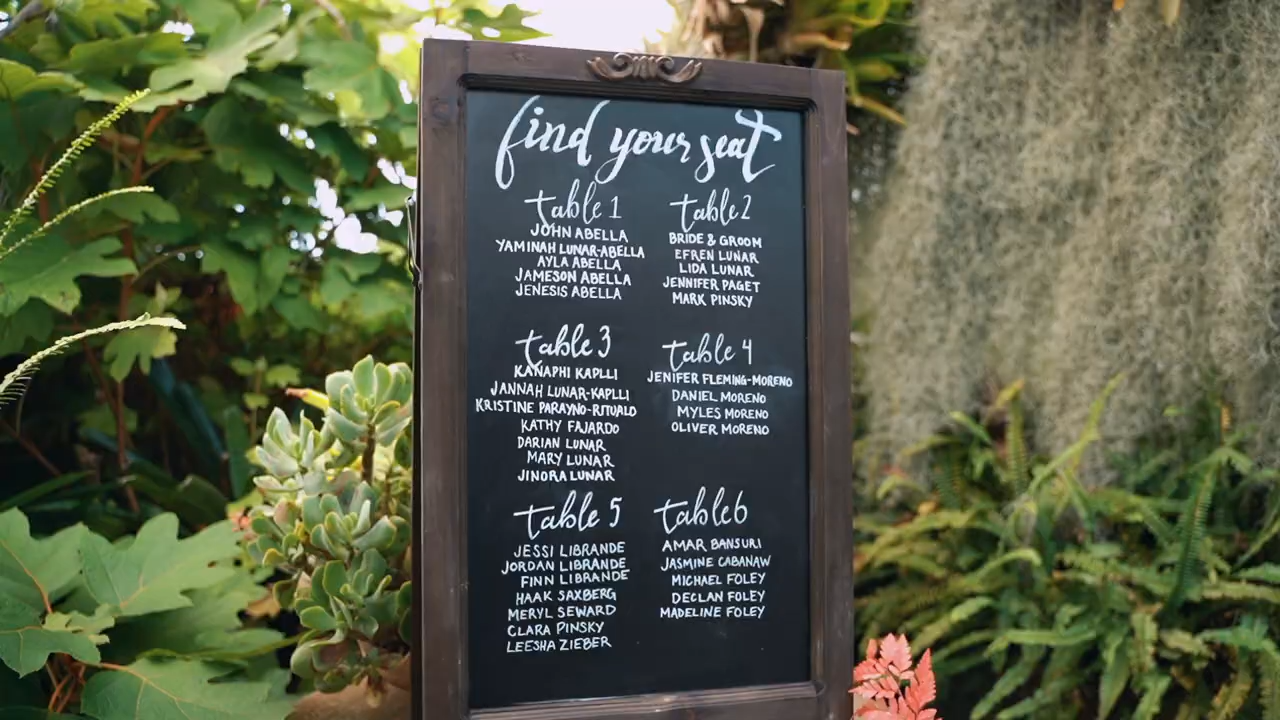 find your seat
table 1
JOHN ABELLA
YAMINAH LUNAR-ABELLA
AYLA ABELLA
JAMESON ABELLA
JENESIS ABELLA
table 2
BRIDE & GROOM
EFREN LUNAR
LIDA LUNAR
JENNIFER PAGET
MARK PINSKY
table 3
KANAPHI KAPLLI
JANNAH LUNAR-KAPLLI
KRISTINE PARAYNO-RITUALO
KATHY FAJARDO
DARIAN LUNAR
MARY LUNAR
JINORA LUNAR
table 4
JENIFER FLEMING-MORENO
DANIEL MORENO
MYLES MORENO
OLIVER MORENO
table 5
JESSI LIBRANDE
JORDAN LIBRANDE
FINN LIBRANDE
HAAK SAXBERG
MERYL SEWARD
CLARA PINSKY
LEESHA ZIEBER
table 6
AMAR BANSURI
JASMINE CABANAW
MICHAEL FOLEY
DECLAN FOLEY
MADELINE FOLEY